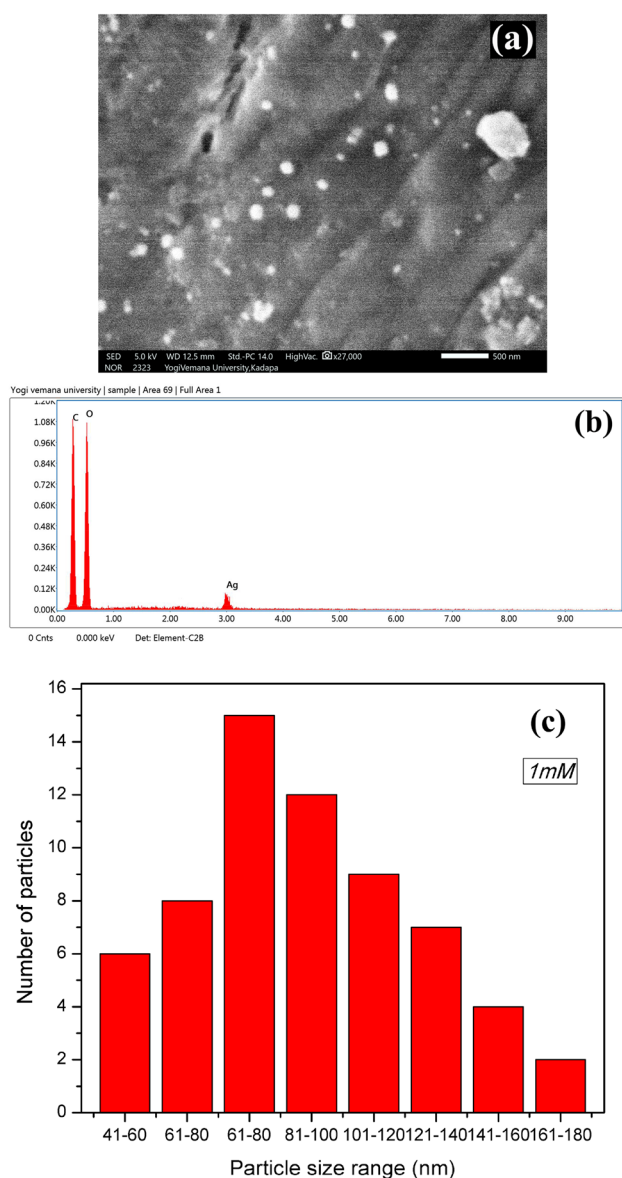 (a)
SED 5.0 kV WD 12.5 mm Std.-PC 14.0 HighVac. x27,000 500 nm
NOR 2323 YogiVemana University,Kadapa
Yogi vemana university | sample | Area 69 | Full Area 1
(b)
1.20K
1.08K
0.96K
0.84K
0.72K
0.60K
0.48K
0.36K
0.24K
0.12K
0.00K
C O
Ag
0.00 1.00 2.00 3.00 4.00 5.00 6.00 7.00 8.00 9.00
0 Cnts 0.000 keV Det: Element-C2B
(c)
1mM
Number of particles
16
14
12
10
8
6
4
2
0
41-60 61-80 61-80 81-100 101-120 121-140 141-160 161-180
Particle size range (nm)